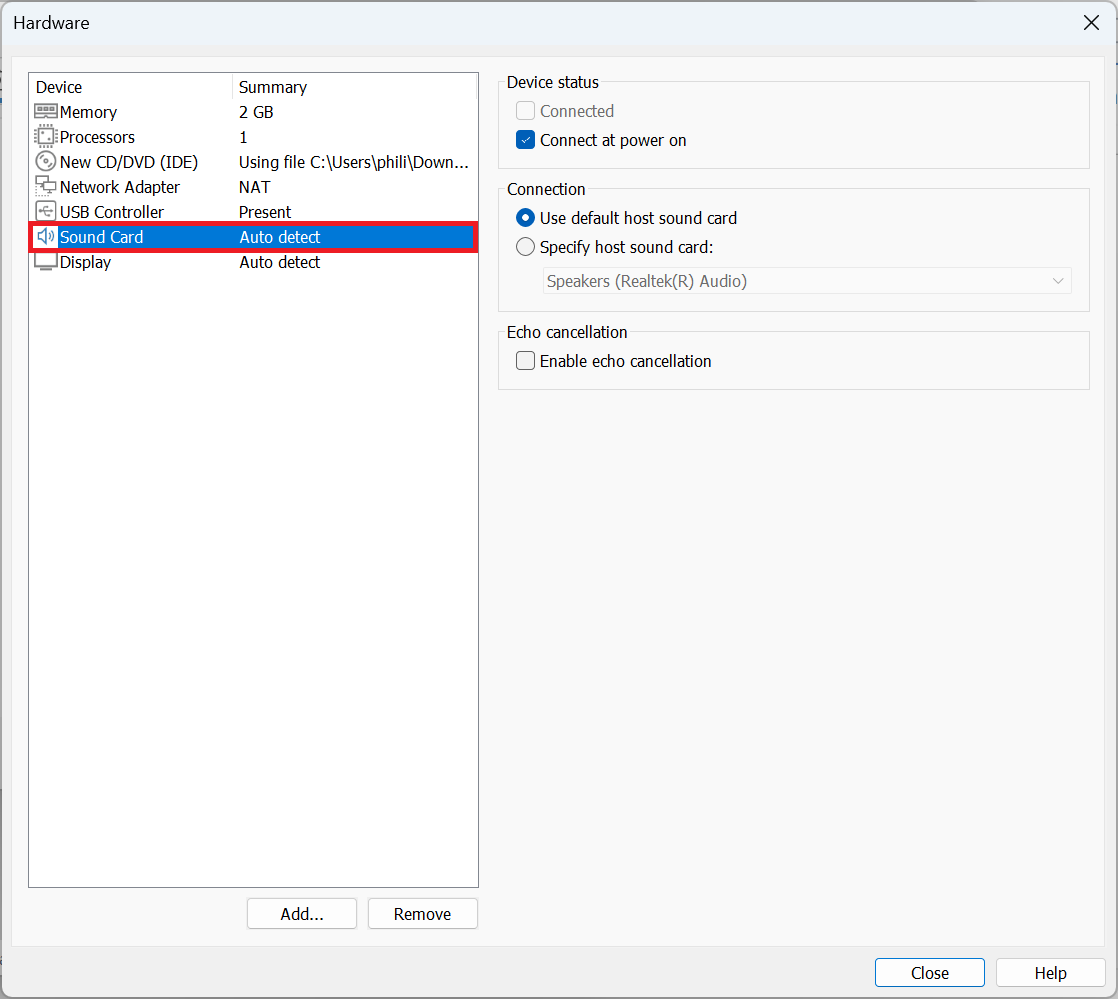 Hardware
Device Summary
Memory 2 GB
Processors 1
New CD/DVD (IDE) Using file C:\Users\phili\Down...
Network Adapter NAT
USB Controller Present
Sound Card Auto detect
Display Auto detect
Add... Remove
Device status
Connected
Connect at power on
Connection
Use default host sound card
Specify host sound card:
Speakers (Realtek(R) Audio)
Echo cancellation
Enable echo cancellation
Close Help